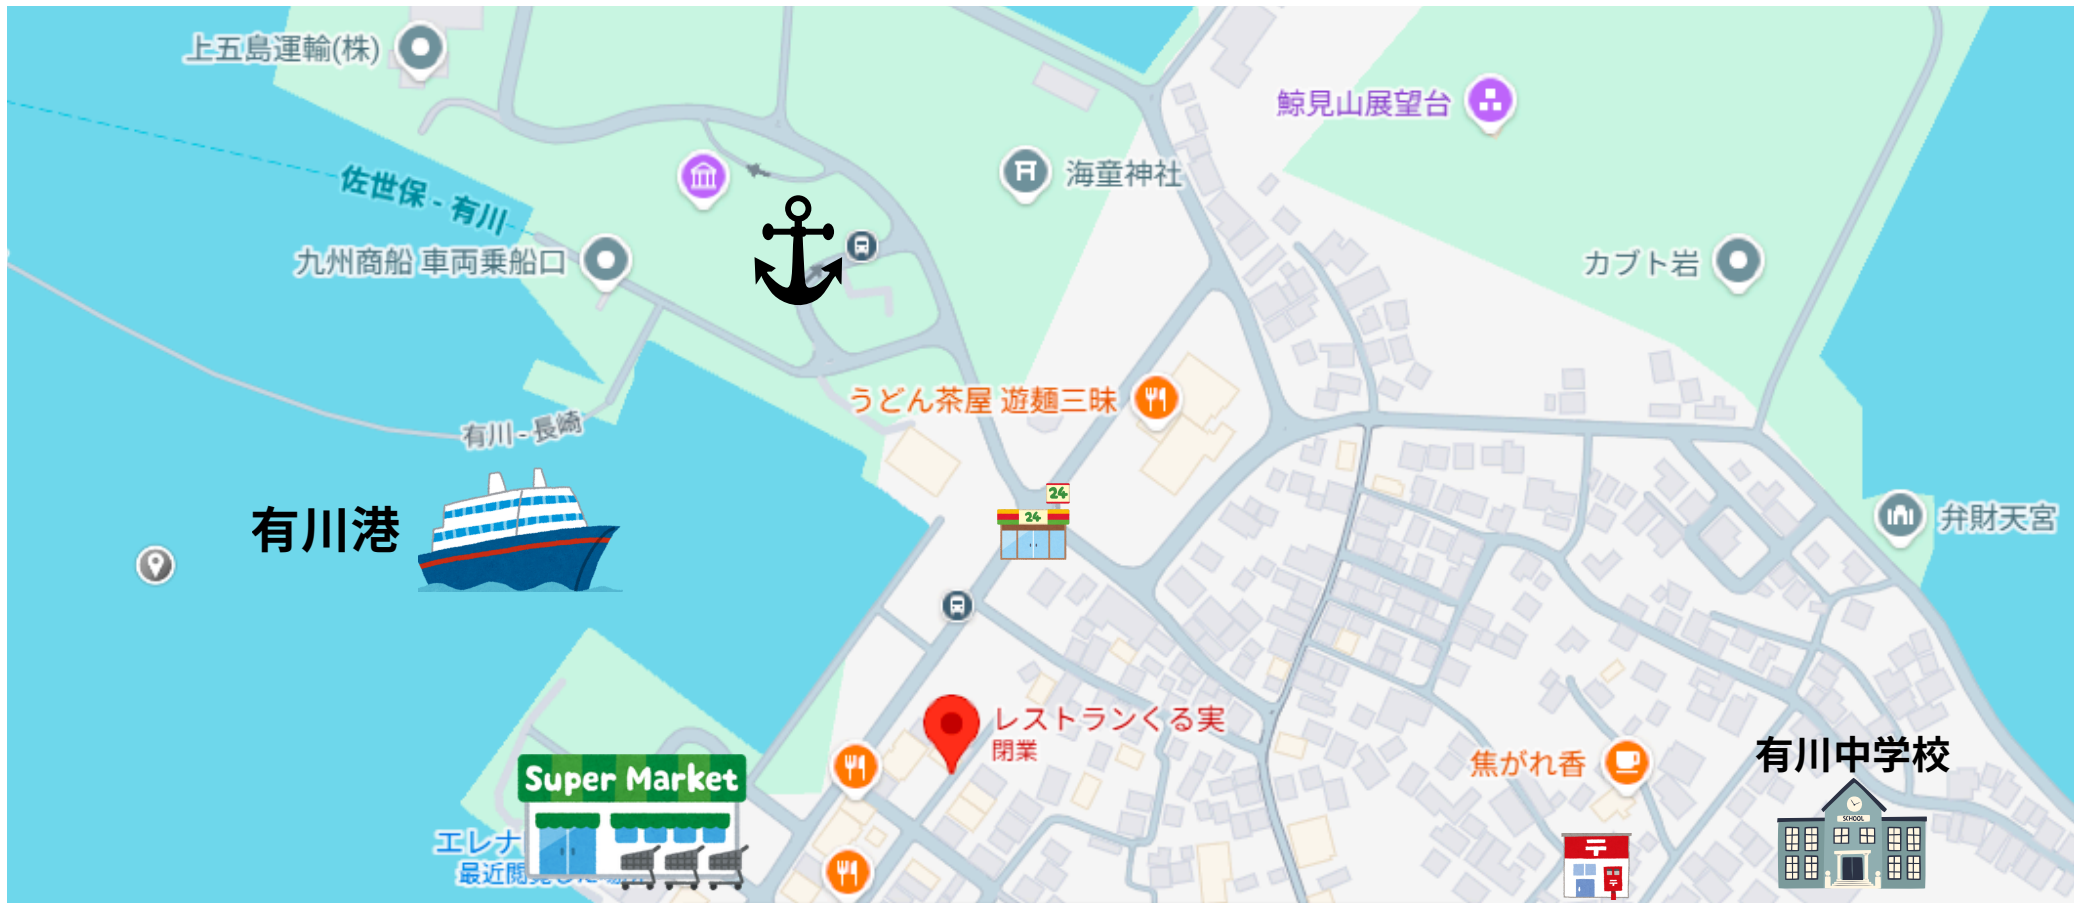 上五島運輸(株)
鯨見山展望台
海童神社
佐世保 - 有川
九州商船 車両乗船口
カブト岩
うどん茶屋 遊麺三昧
有川 - 長崎
24
24
有川港
弁財天宮
レストランくる実
閉業
焦がれ香
有川中学校
Super Market
SCHOOL
エレナ
最近閲